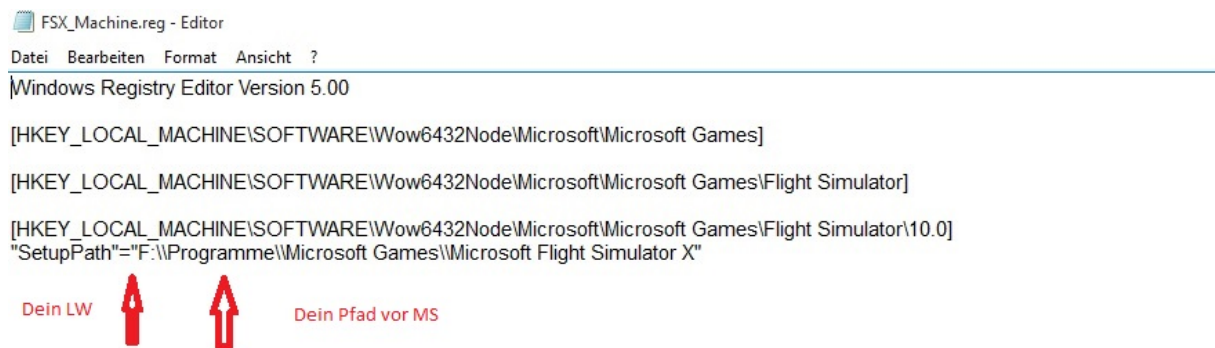 FSX_Machine.reg - Editor
Datei Bearbeiten Format Ansicht ?
Windows Registry Editor Version 5.00
[HKEY_LOCAL_MACHINE\SOFTWARE\Wow6432Node\Microsoft\Microsoft Games]
[HKEY_LOCAL_MACHINE\SOFTWARE\Wow6432Node\Microsoft\Microsoft Games\Flight Simulator]
[HKEY_LOCAL_MACHINE\SOFTWARE\Wow6432Node\Microsoft\Microsoft Games\Flight Simulator\10.0]
"SetupPath"="F:\\Programme\\Microsoft Games\\Microsoft Flight Simulator X"
Dein LW Dein Pfad vor MS